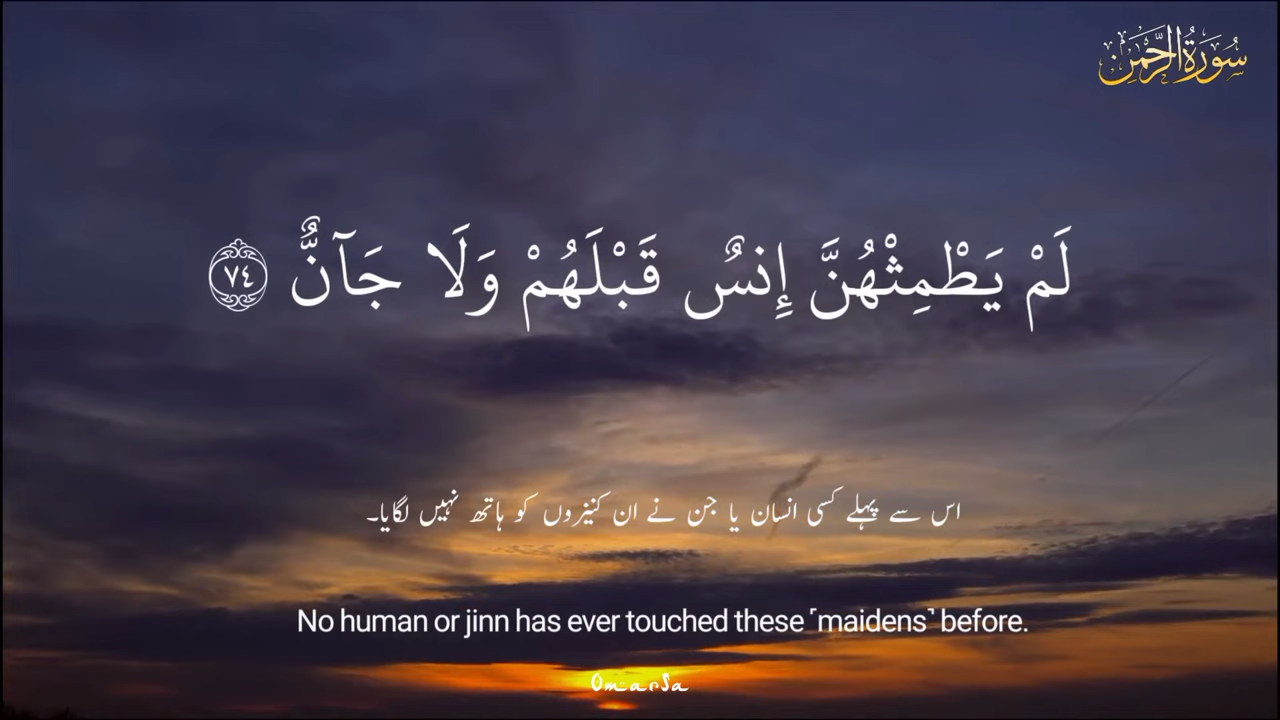 سُورَةُ الرَّحْمَٰن
لَمْ يَطْمِثْهُنَّ إِنسٌ قَبْلَهُمْ وَلَا جَآنٌّ ٧٤
اس سے پہلے کسی انسان یا جن نے ان کنیزوں کو ہاتھ نہیں لگایا۔
No human or jinn has ever touched these ˹maidens˺ before.
OmarSa